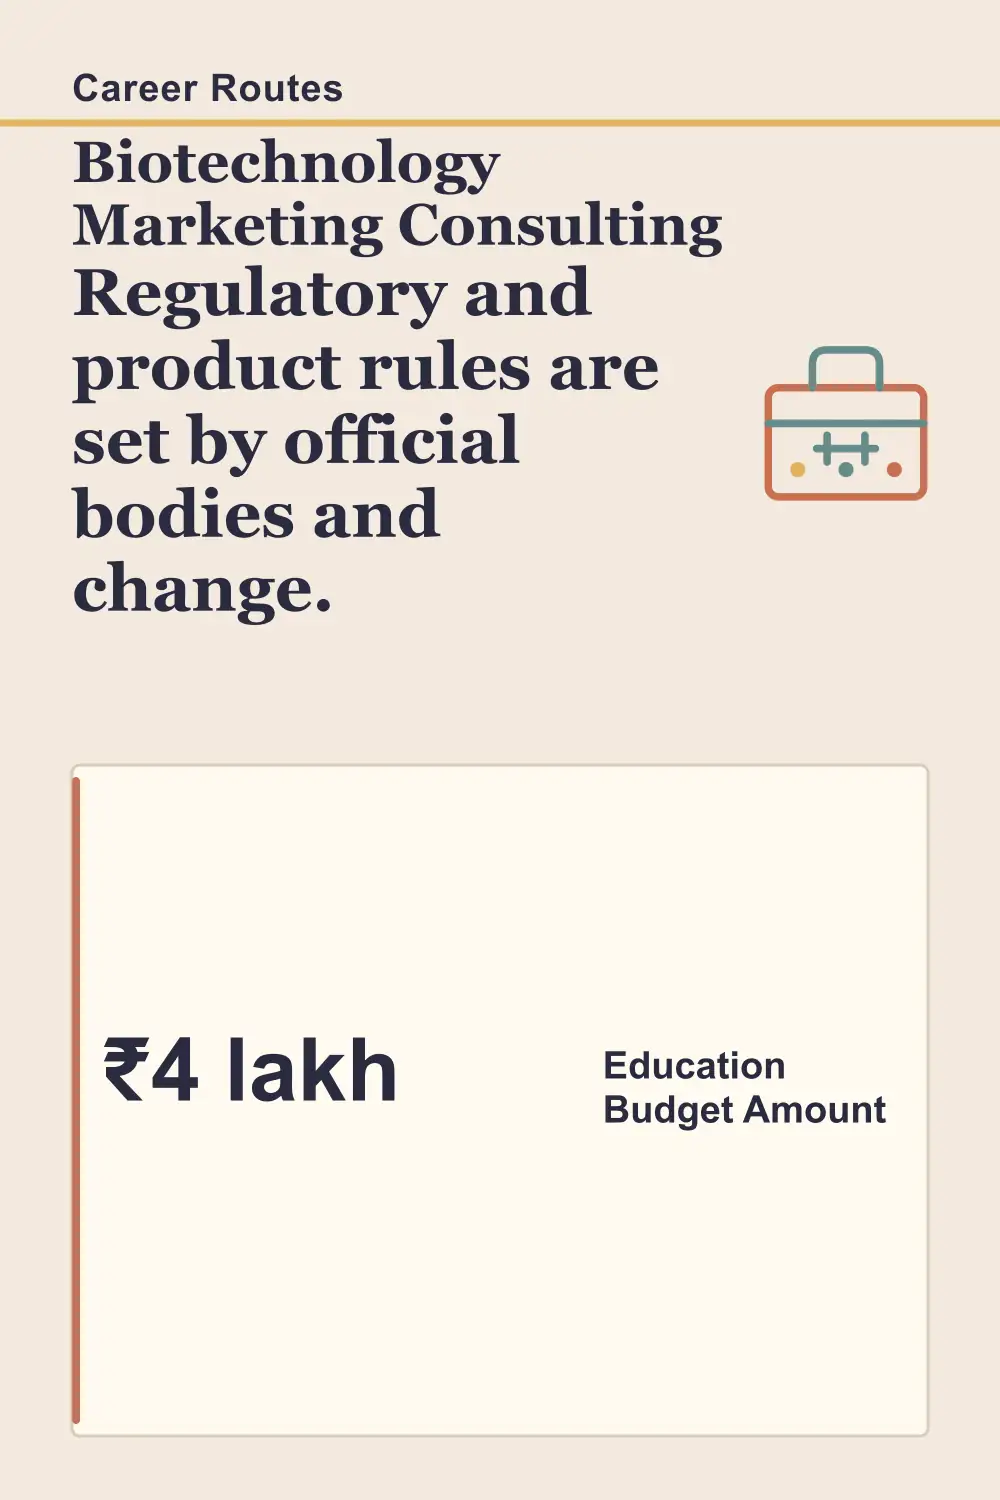 Career Routes
Biotechnology
Marketing Consulting
Regulatory and
product rules are
set by official
bodies and
change.
₹4 lakh
Education
Budget Amount